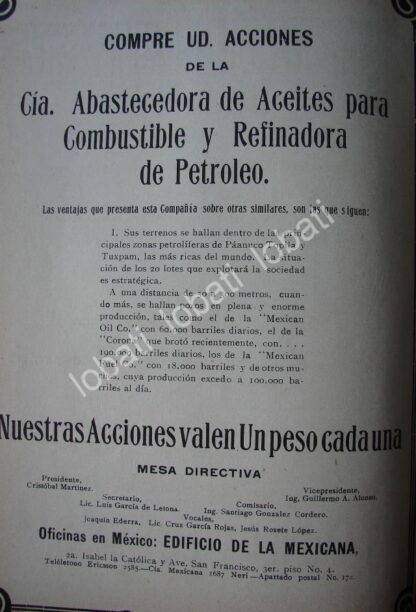 COMPRE UD. ACCIONES
DE LA
Cía. Abastecedora de Aceites para
Combustible y Refinadora
de Petroleo.
Las ventajas que presenta esta Compañía sobre otras similares, son las que siguen:
I. Sus terrenos se hallan dentro de las prin-
cipales zonas petrolíferas de Pánuco Topila y
Tuxpam, las más ricas del mundo. La situa-
ción de los 20 lotes que explotará la sociedad
es estratégica.
A una distancia de metros, cuan-
do más, se hallan pozos en plena y enorme
producción, tales como el de la "Mexican
Oil Co." con 60.000 barriles diarios, el de la
que brotó recientemente, con....
100.000 barriles diarios, los de la "Mexican
Fuel Co." con 18.000 barriles y de otros mu-
chos, cuya producción excedo a 100.000 ba-
rriles al día.
Nuestras Acciones valen Un peso cada una
MESA DIRECTIVA
Presidente, Vicepresidente,
Cristóbal Martínez. Ing. Guillermo A. Alonso.
Secretario, Comisario,
Lic. Luis García de Letona. Ing. Santiago González Cordero.
Vocales,
Joaquín Ederra, Lic. Cruz García Rojas, Jesús Rosete López.
Oficinas en México: EDIFICIO DE LA MEXICANA,
2a. Isabel la Católica y Ave. San Francisco, 3er. piso No. 4.
Teléfono Ericson 2585.—Cía. Mexicana 1687 Neri—Apartado postal No.
lobati lobati lobati